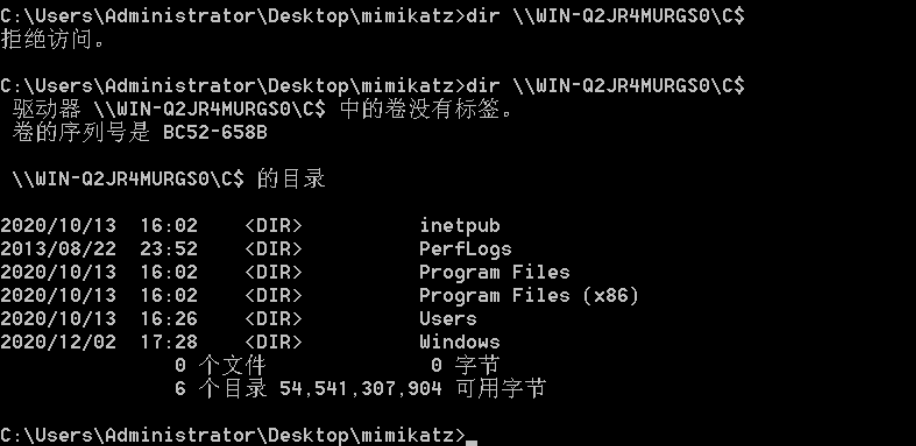 C:\Users\Administrator\Desktop\mimikatz>dir \\WIN-Q2JR4MURGS0\C$
拒绝访问。
C:\Users\Administrator\Desktop\mimikatz>dir \\WIN-Q2JR4MURGS0\C$
驱动器 \\WIN-Q2JR4MURGS0\C$ 中的卷没有标签。
卷的序列号是 BC52-658B
\\WIN-Q2JR4MURGS0\C$ 的目录
2020/10/13  16:02    <DIR>          inetpub
2013/08/22  23:52    <DIR>          PerfLogs
2020/10/13  16:02    <DIR>          Program Files
2020/10/13  16:02    <DIR>          Program Files (x86)
2020/10/13  16:26    <DIR>          Users
2020/12/02  17:28    <DIR>          Windows
0 个文件              0 字节
6 个目录 54,541,307,904 可用字节
C:\Users\Administrator\Desktop\mimikatz>